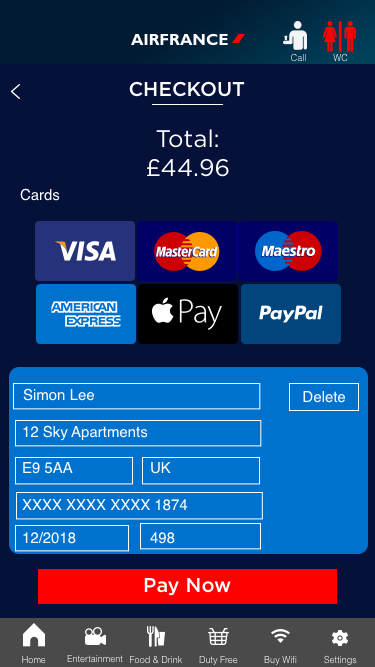 AIRFRANCE
Call
WC
CHECKOUT
Total:
£44.96
Cards
VISA
MasterCard
Maestro
AMERICAN
EXPRESS
Pay
PayPal
Simon Lee
Delete
12 Sky Apartments
E9 5AA
UK
XXXX XXXX XXXX 1874
12/2018
498
Pay Now
Home
Entertainment
Food & Drink
Duty Free
Buy Wifi
Settings